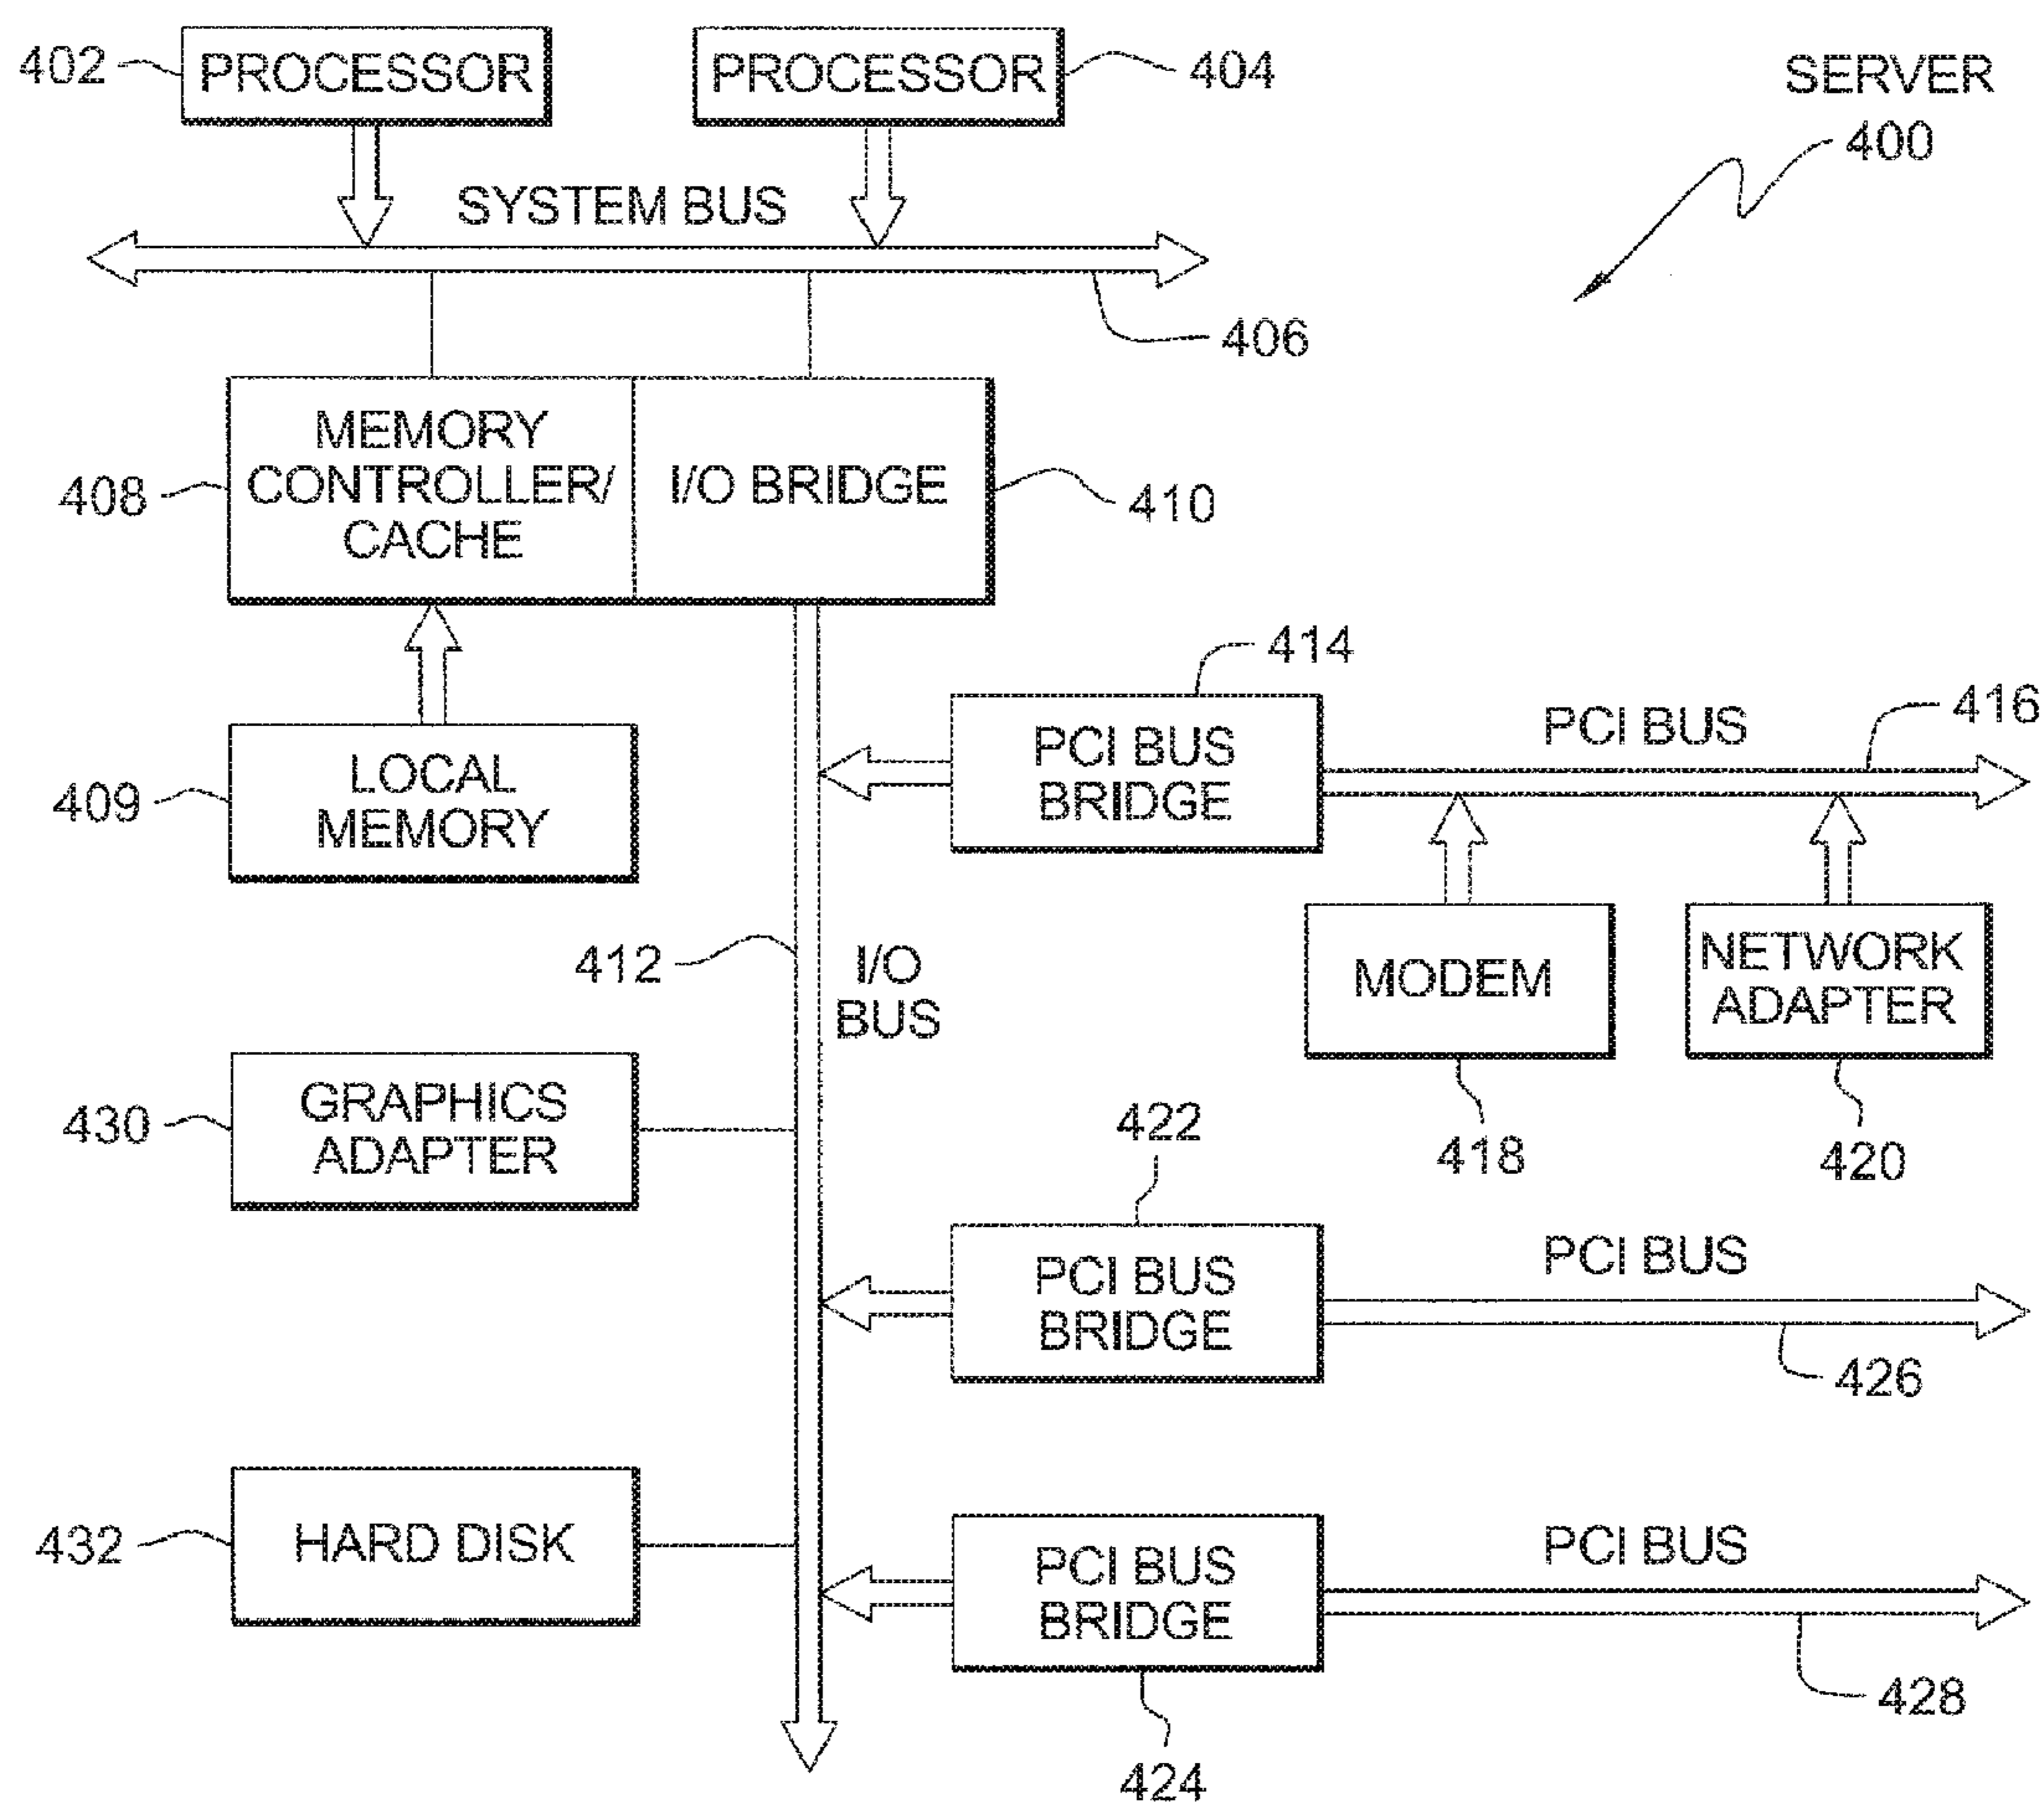 402
PROCESSOR
PROCESSOR
404
SERVER
400
SYSTEM BUS
406
408
MEMORY
CONTROLLER/
CACHE
I/O BRIDGE
410
414
409
LOCAL
MEMORY
PCI BUS
BRIDGE
PCI BUS
416
412
I/O
BUS
MODEM
NETWORK
ADAPTER
418
420
430
GRAPHICS
ADAPTER
422
PCI BUS
BRIDGE
PCI BUS
426
432
HARD DISK
PCI BUS
BRIDGE
PCI BUS
428
424